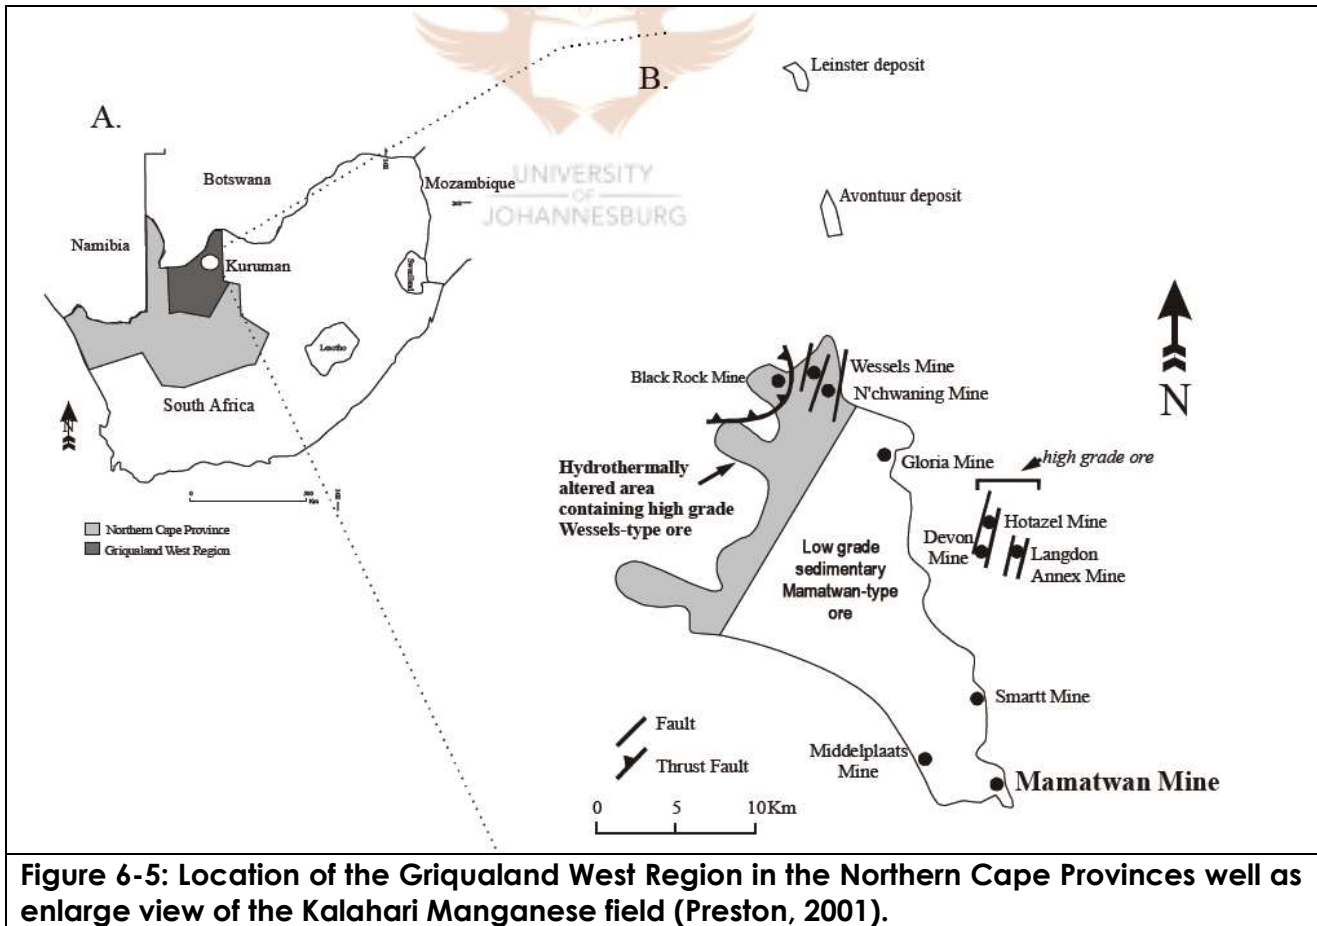 A.
Botswana
Mozambique
Namibia
Kuruman
Swaziland
Lesotho
South Africa
N
0
500
Km
Northern Cape Province
Griqualand West Region
UNIVERSITY
OF
JOHANNESBURG
B.
Leinster deposit
Avontuur deposit
N
Black Rock Mine
Wessels Mine
N'chwaning Mine
Gloria Mine
high grade ore
Hydrothermally
altered area
containing high grade
Wessels-type ore
Low grade
sedimentary
Mamatwan-type
ore
Devon
Mine
Hotazel Mine
Langdon
Annex Mine
Smartt Mine
Middelplaats
Mine
Mamatwan Mine
Fault
Thrust Fault
0 5 10Km
Figure 6-5: Location of the Griqualand West Region in the Northern Cape Provinces well as
enlarge view of the Kalahari Manganese field (Preston, 2001).